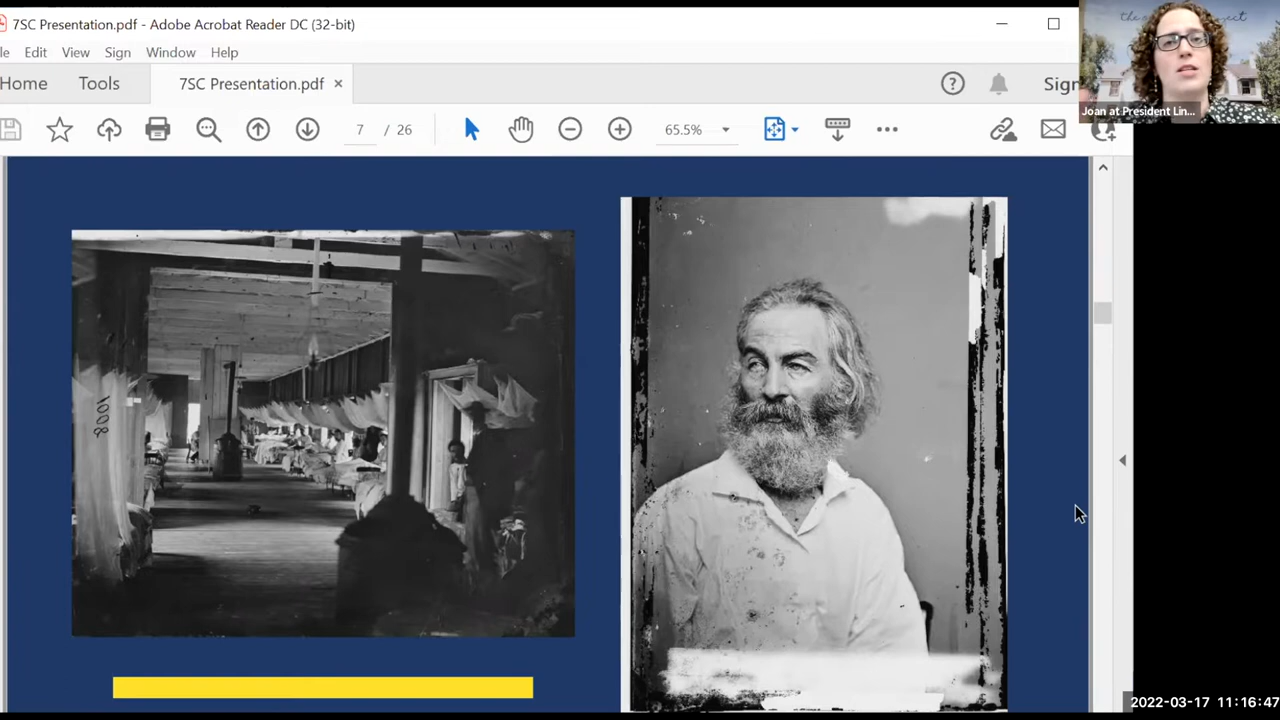 7SC Presentation.pdf - Adobe Acrobat Reader DC (32-bit)
le Edit View Sign Window Help
Home Tools 7SC Presentation.pdf × Sign
7 / 26 65.5%
Joan at President Lin...
1008
2022-03-17 11:16:47